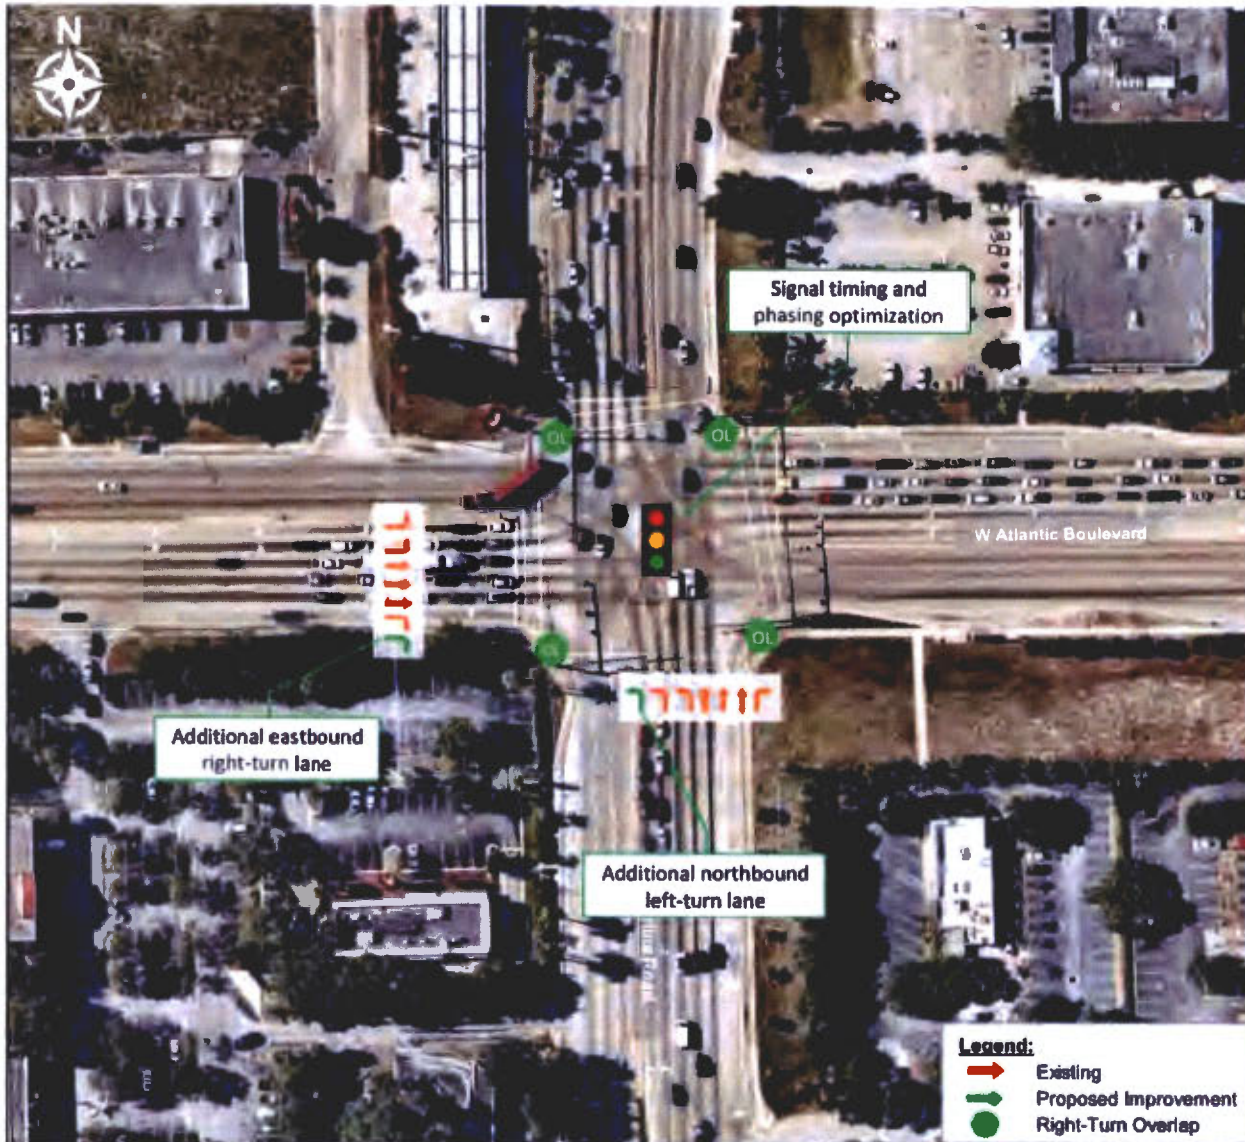 N
Signal timing and
phasing optimization
OL
OL
W Atlantic Boulevard
OL
OL
Additional eastbound
right-turn lane
Additional northbound
left-turn lane
Legend:
Existing
Proposed Improvement
OL Right-Turn Overlap